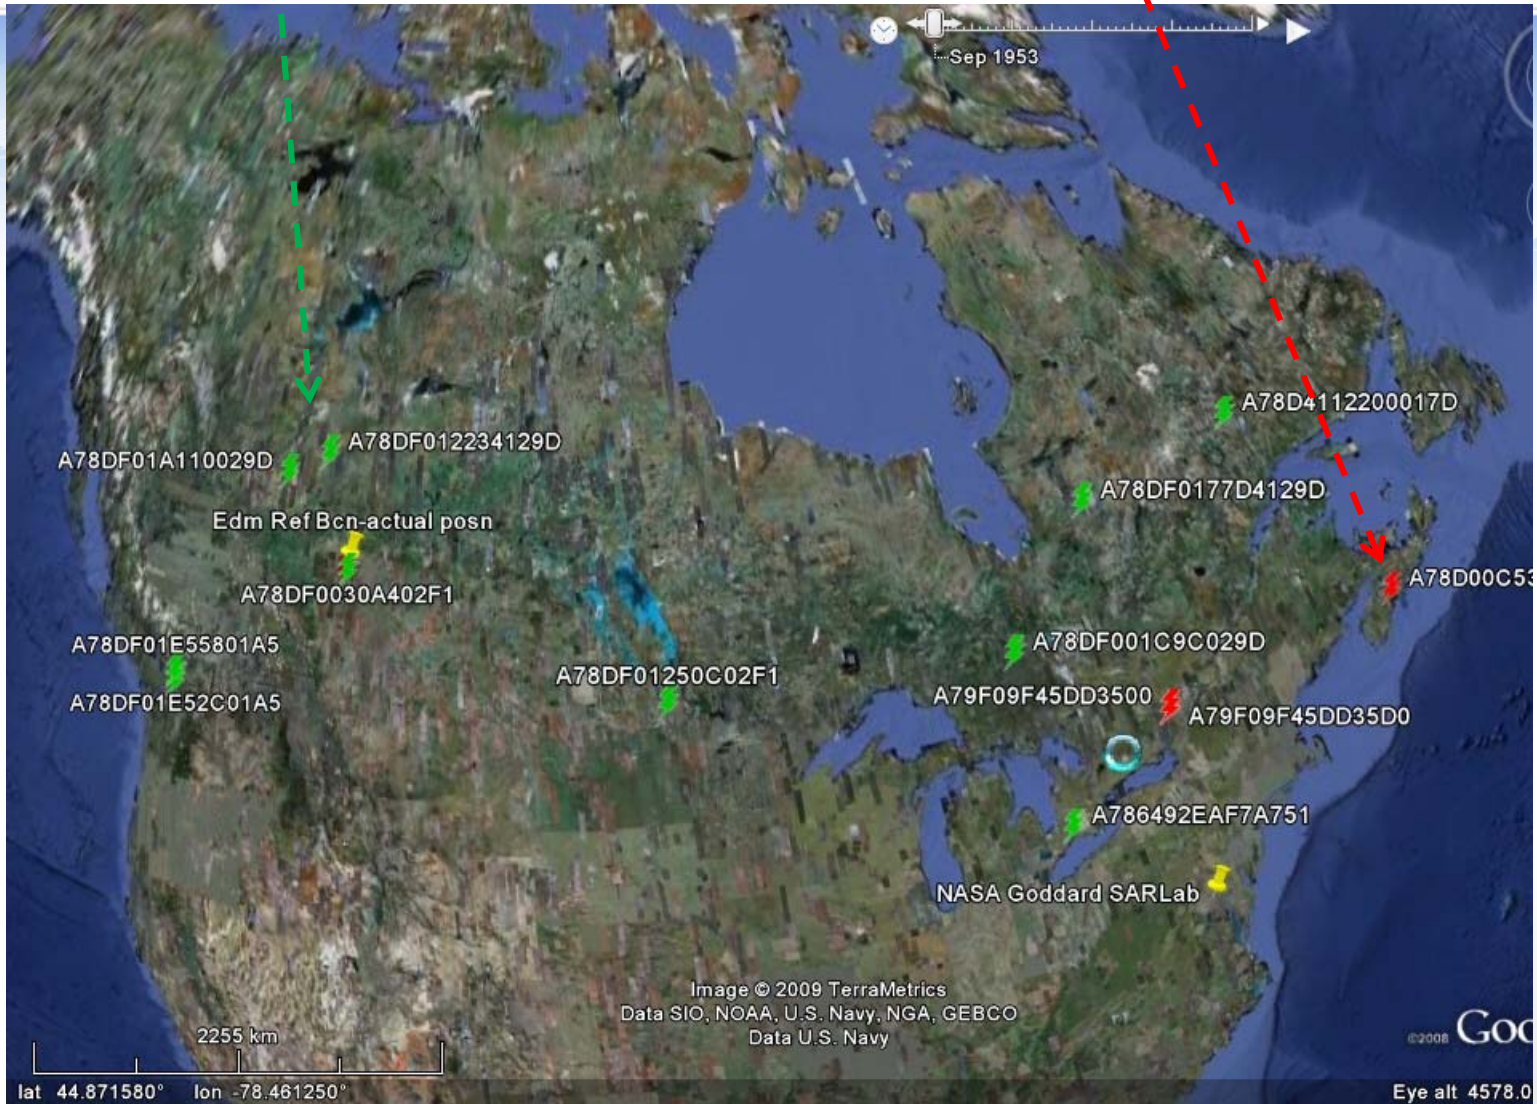 Sep 1953
A78D4112200017D
A78DF012234129D
A78DF01A110029D
A78DF0177D4129D
Edm Ref Bcn-actual posn
A78D00C53
A78DF0030A402F1
A78DF01E55801A5
A78DF001C9C029D
A78DF01250C02F1
A78DF01E52C01A5
A79F09F45DD3500
A79F09F45DD35D0
A786492EAF7A751
NASA Goddard SARLab
Image © 2009 TerraMetrics
Data SIO, NOAA, U.S. Navy, NGA, GEBCO
Data U.S. Navy
2255 km
©2008 Goo
lat 44.871580° lon -78.461250°
Eye alt 4578.0